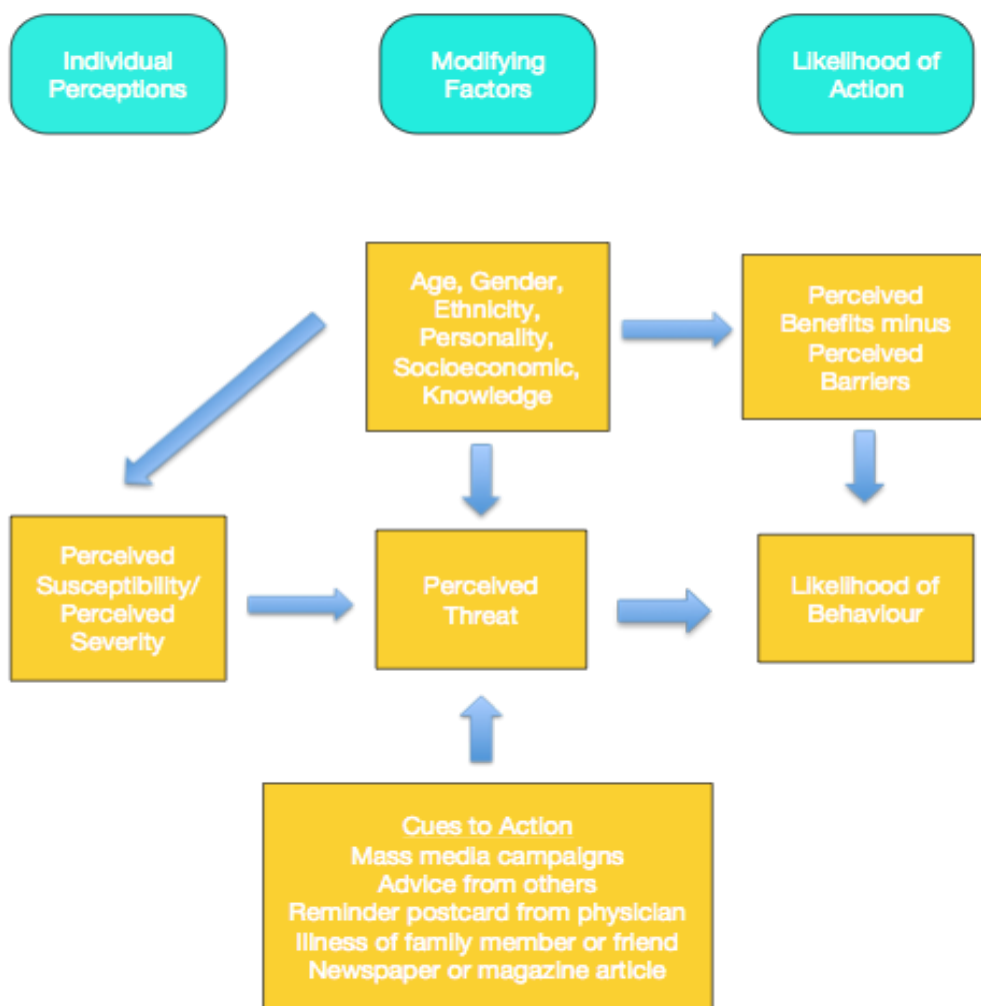 Individual
Perceptions
Modifying
Factors
Likelihood of
Action
Age, Gender,
Ethnicity,
Personality,
Socioeconomic,
Knowledge
Perceived
Benefits minus
Perceived
Barriers
Perceived
Susceptibility/
Perceived
Severity
Perceived
Threat
Likelihood of
Behaviour
Cues to Action
Mass media campaigns
Advice from others
Reminder postcard from physician
Illness of family member or friend
Newspaper or magazine article